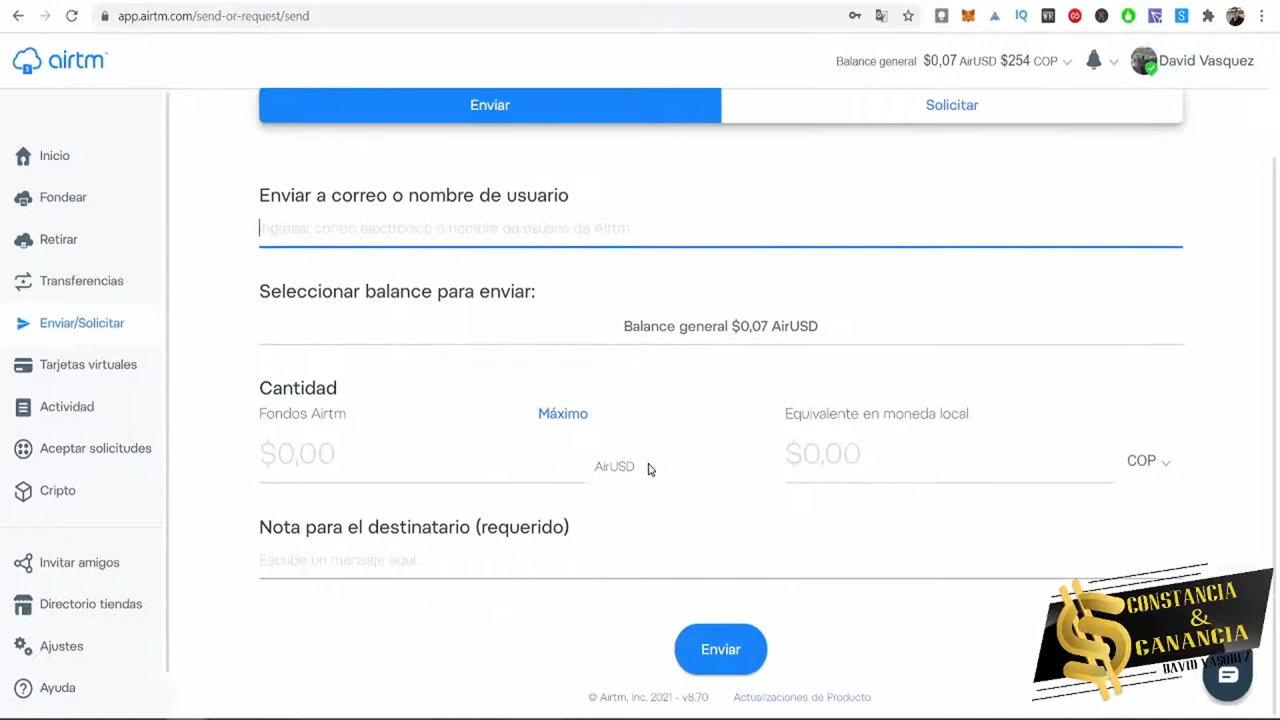 app.airtm.com/send-or-request/send
airtm
Balance general $0,07 AirUSD $254 COP
David Vasquez
Enviar
Solicitar
Inicio
Fondear
Retirar
Transferencias
Enviar/Solicitar
Tarjetas virtuales
Actividad
Aceptar solicitudes
Cripto
Invitar amigos
Directorio tiendas
Ajustes
Ayuda
Enviar a correo o nombre de usuario
Ingresar correo electrónico o nombre de usuario de Airtm
Seleccionar balance para enviar:
Balance general $0,07 AirUSD
Cantidad
Fondos Airtm
Máximo
Equivalente en moneda local
$0,00
AirUSD
$0,00
COP
Nota para el destinatario (requerido)
Escribe un mensaje aquí.
Enviar
© Airtm, Inc. 2021 - v8.7.0
Actualizaciones de Producto
CONSTANCIA
&
GANANCIA
DAVID VASQUEZ